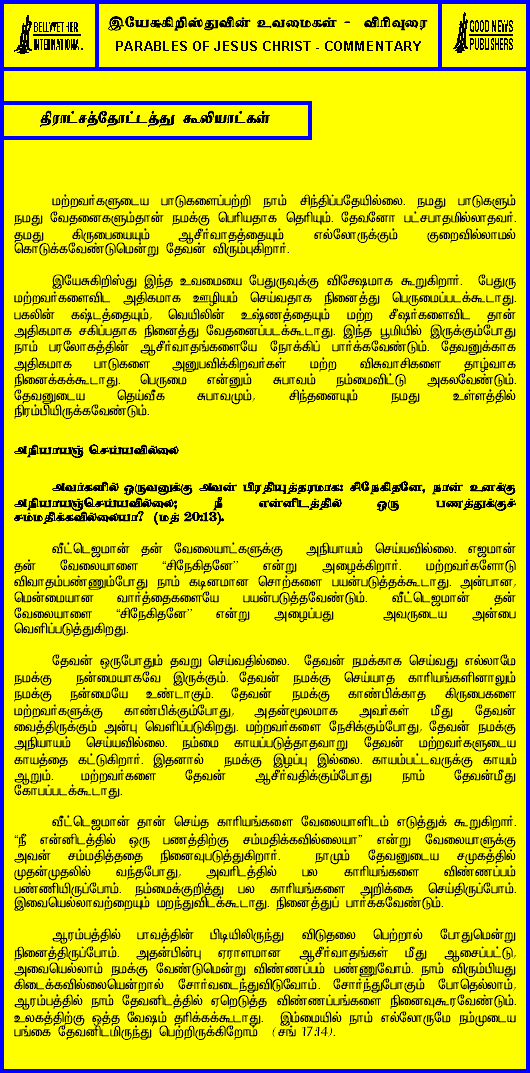 BELLWETHER
INTERNATIONAL
இயேசுகிறிஸ்துவின் உவமைகள் - விரிவுரை
PARABLES OF JESUS CHRIST - COMMENTARY
GOOD NEWS
PUBLISHERS
திராட்சத்தோட்டத்து கூலியாட்கள்
மற்றவர்களுடைய பாடுகளைப்பற்றி நாம் சிந்திப்பதேயில்லை. நமது பாடுகளும்
நமது வேதனைகளும்தான் நமக்கு பெரியதாக தெரியும். தேவனோ பட்சபாதமில்லாதவர்.
தமது கிருபையையும் ஆசீர்வாதத்தையும் எல்லோருக்கும் குறைவில்லாமல்
கொடுக்கவேண்டுமென்று தேவன் விரும்புகிறார்.
இயேசுகிறிஸ்து இந்த உவமையை பேதுருவுக்கு விசேஷமாக கூறுகிறார். பேதுரு
மற்றவர்களைவிட அதிகமாக ஊழியம் செய்வதாக நினைத்து பெருமைப்படக்கூடாது.
பகலின் கஷ்டத்தையும், வெயிலின் உஷ்ணத்தையும் மற்ற சீஷர்களைவிட தான்
அதிகமாக சகிப்பதாக நினைத்து வேதனைப்படக்கூடாது. இந்த பூமியில் இருக்கும்போது
நாம் பரலோகத்தின் ஆசீர்வாதங்களையே நோக்கிப் பார்க்கவேண்டும். தேவனுக்காக
அதிகமாக பாடுகளை அனுபவிக்கிறவர்கள் மற்ற விசுவாசிகளை தாழ்வாக
நினைக்கக்கூடாது. பெருமை என்னும் சுபாவம் நம்மைவிட்டு அகலவேண்டும்.
தேவனுடைய தெய்வீக சுபாவமும், சிந்தனையும் நமது உள்ளத்தில்
நிரம்பியிருக்கவேண்டும்.
அநியாயஞ் செய்யவில்லை
அவர்களில் ஒருவனுக்கு அவன் பிரதியுத்தரமாக: சிநேகிதனே, நான் உனக்கு
அநியாயஞ்செய்யவில்லை; நீ என்னிடத்தில் ஒரு பணத்துக்குச்
சம்மதிக்கவில்லையா? (மத் 20:13).
வீட்டெஜமான் தன் வேலையாட்களுக்கு அநியாயம் செய்யவில்லை. எஜமான்
தன் வேலையாளை “சிநேகிதனே” என்று அழைக்கிறார். மற்றவர்களோடு
விவாதம்பண்ணும்போது நாம் கடினமான சொற்களை பயன்படுத்தக்கூடாது. அன்பான,
மென்மையான வார்த்தைகளையே பயன்படுத்தவேண்டும். வீட்டெஜமான் தன்
வேலையாளை “சிநேகிதனே” என்று அழைப்பது அவருடைய அன்பை
வெளிப்படுத்துகிறது.
தேவன் ஒருபோதும் தவறு செய்வதில்லை. தேவன் நமக்காக செய்வது எல்லாமே
நமக்கு நன்மையாகவே இருக்கும். தேவன் நமக்கு செய்யாத காரியங்களினாலும்
நமக்கு நன்மையே உண்டாகும். தேவன் நமக்கு காண்பிக்காத கிருபைகளை
மற்றவர்களுக்கு காண்பிக்கும்போது, அதன்மூலமாக அவர்கள் மீது தேவன்
வைத்திருக்கும் அன்பு வெளிப்படுகிறது. மற்றவர்களை நேசிக்கும்போது, தேவன் நமக்கு
அநியாயம் செய்யவில்லை. நம்மை காயப்படுத்தாதவாறு தேவன் மற்றவர்களுடைய
காயத்தை கட்டுகிறார். இதனால் நமக்கு இழப்பு இல்லை. காயம்பட்டவருக்கு காயம்
ஆறும். மற்றவர்களை தேவன் ஆசீர்வதிக்கும்போது நாம் தேவன்மீது
கோபப்படக்கூடாது.
வீட்டெஜமான் தான் செய்த காரியங்களை வேலையாளிடம் எடுத்துக் கூறுகிறார்.
“நீ என்னிடத்தில் ஒரு பணத்திற்கு சம்மதிக்கவில்லையா” என்று வேலையாளுக்கு
அவன் சம்மதித்ததை நினைவுபடுத்துகிறார். நாமும் தேவனுடைய சமுகத்தில்
முதன்முதலில் வந்தபோது, அவரிடத்தில் பல காரியங்களை விண்ணப்பம்
பண்ணியிருப்போம். நம்மைக்குறித்து பல காரியங்களை அறிக்கை செய்திருப்போம்.
இவையெல்லாவற்றையும் மறந்துவிடக்கூடாது. நினைத்துப் பார்க்கவேண்டும்.
ஆரம்பத்தில் பாவத்தின் பிடியிலிருந்து விடுதலை பெற்றால் போதுமென்று
நினைத்திருப்போம். அதன்பின்பு ஏராளமான ஆசீர்வாதங்கள் மீது ஆசைப்பட்டு,
அவையெல்லாம் நமக்கு வேண்டுமென்று விண்ணப்பம் பண்ணுவோம். நாம் விரும்பியது
கிடைக்கவில்லையென்றால் சோர்வடைந்துவிடுவோம். சோர்ந்துபோகும் போதெல்லாம்,
ஆரம்பத்தில் நாம் தேவனிடத்தில் ஏறெடுத்த விண்ணப்பங்களை நினைவுகூரவேண்டும்.
உலகத்திற்கு ஒத்த வேஷம் தரிக்கக்கூடாது. இம்மையில் நாம் எல்லோருமே நம்முடைய
பங்கை தேவனிடமிருந்து பெற்றிருக்கிறோம் (சங் 17:14).